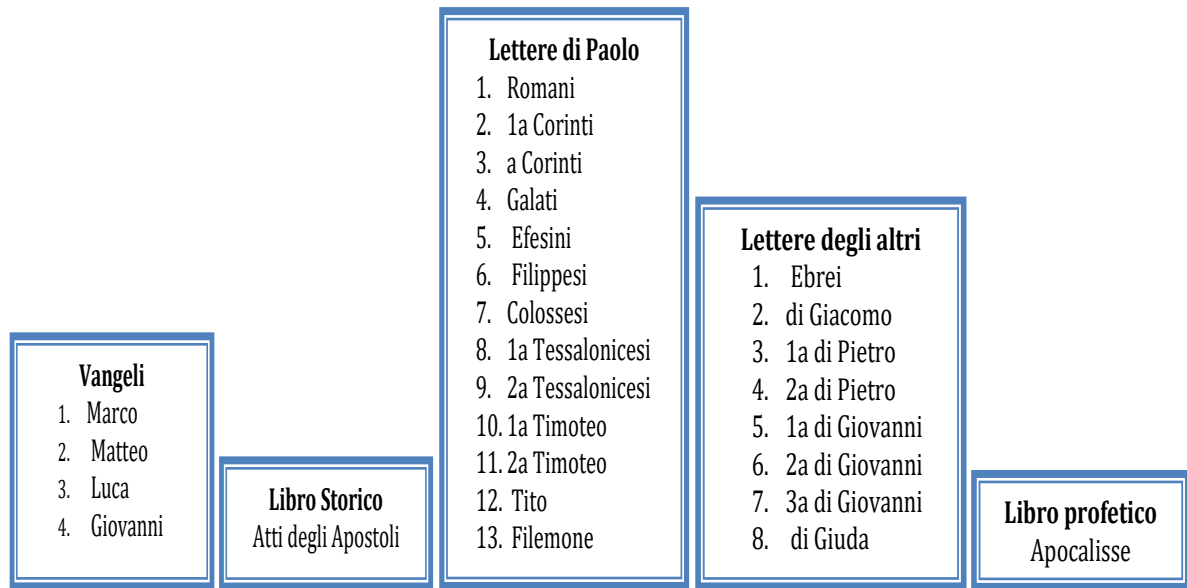 Vangeli
1. Marco
2. Matteo
3. Luca
4. Giovanni
Libro Storico
Atti degli Apostoli
Lettere di Paolo
1. Romani
2. 1a Corinti
3. a Corinti
4. Galati
5. Efesini
6. Filippesi
7. Colossesi
8. 1a Tessalonicesi
9. 2a Tessalonicesi
10. 1a Timoteo
11. 2a Timoteo
12. Tito
13. Filemone
Lettere degli altri
1. Ebrei
2. di Giacomo
3. 1a di Pietro
4. 2a di Pietro
5. 1a di Giovanni
6. 2a di Giovanni
7. 3a di Giovanni
8. di Giuda
Libro profetico
Apocalisse